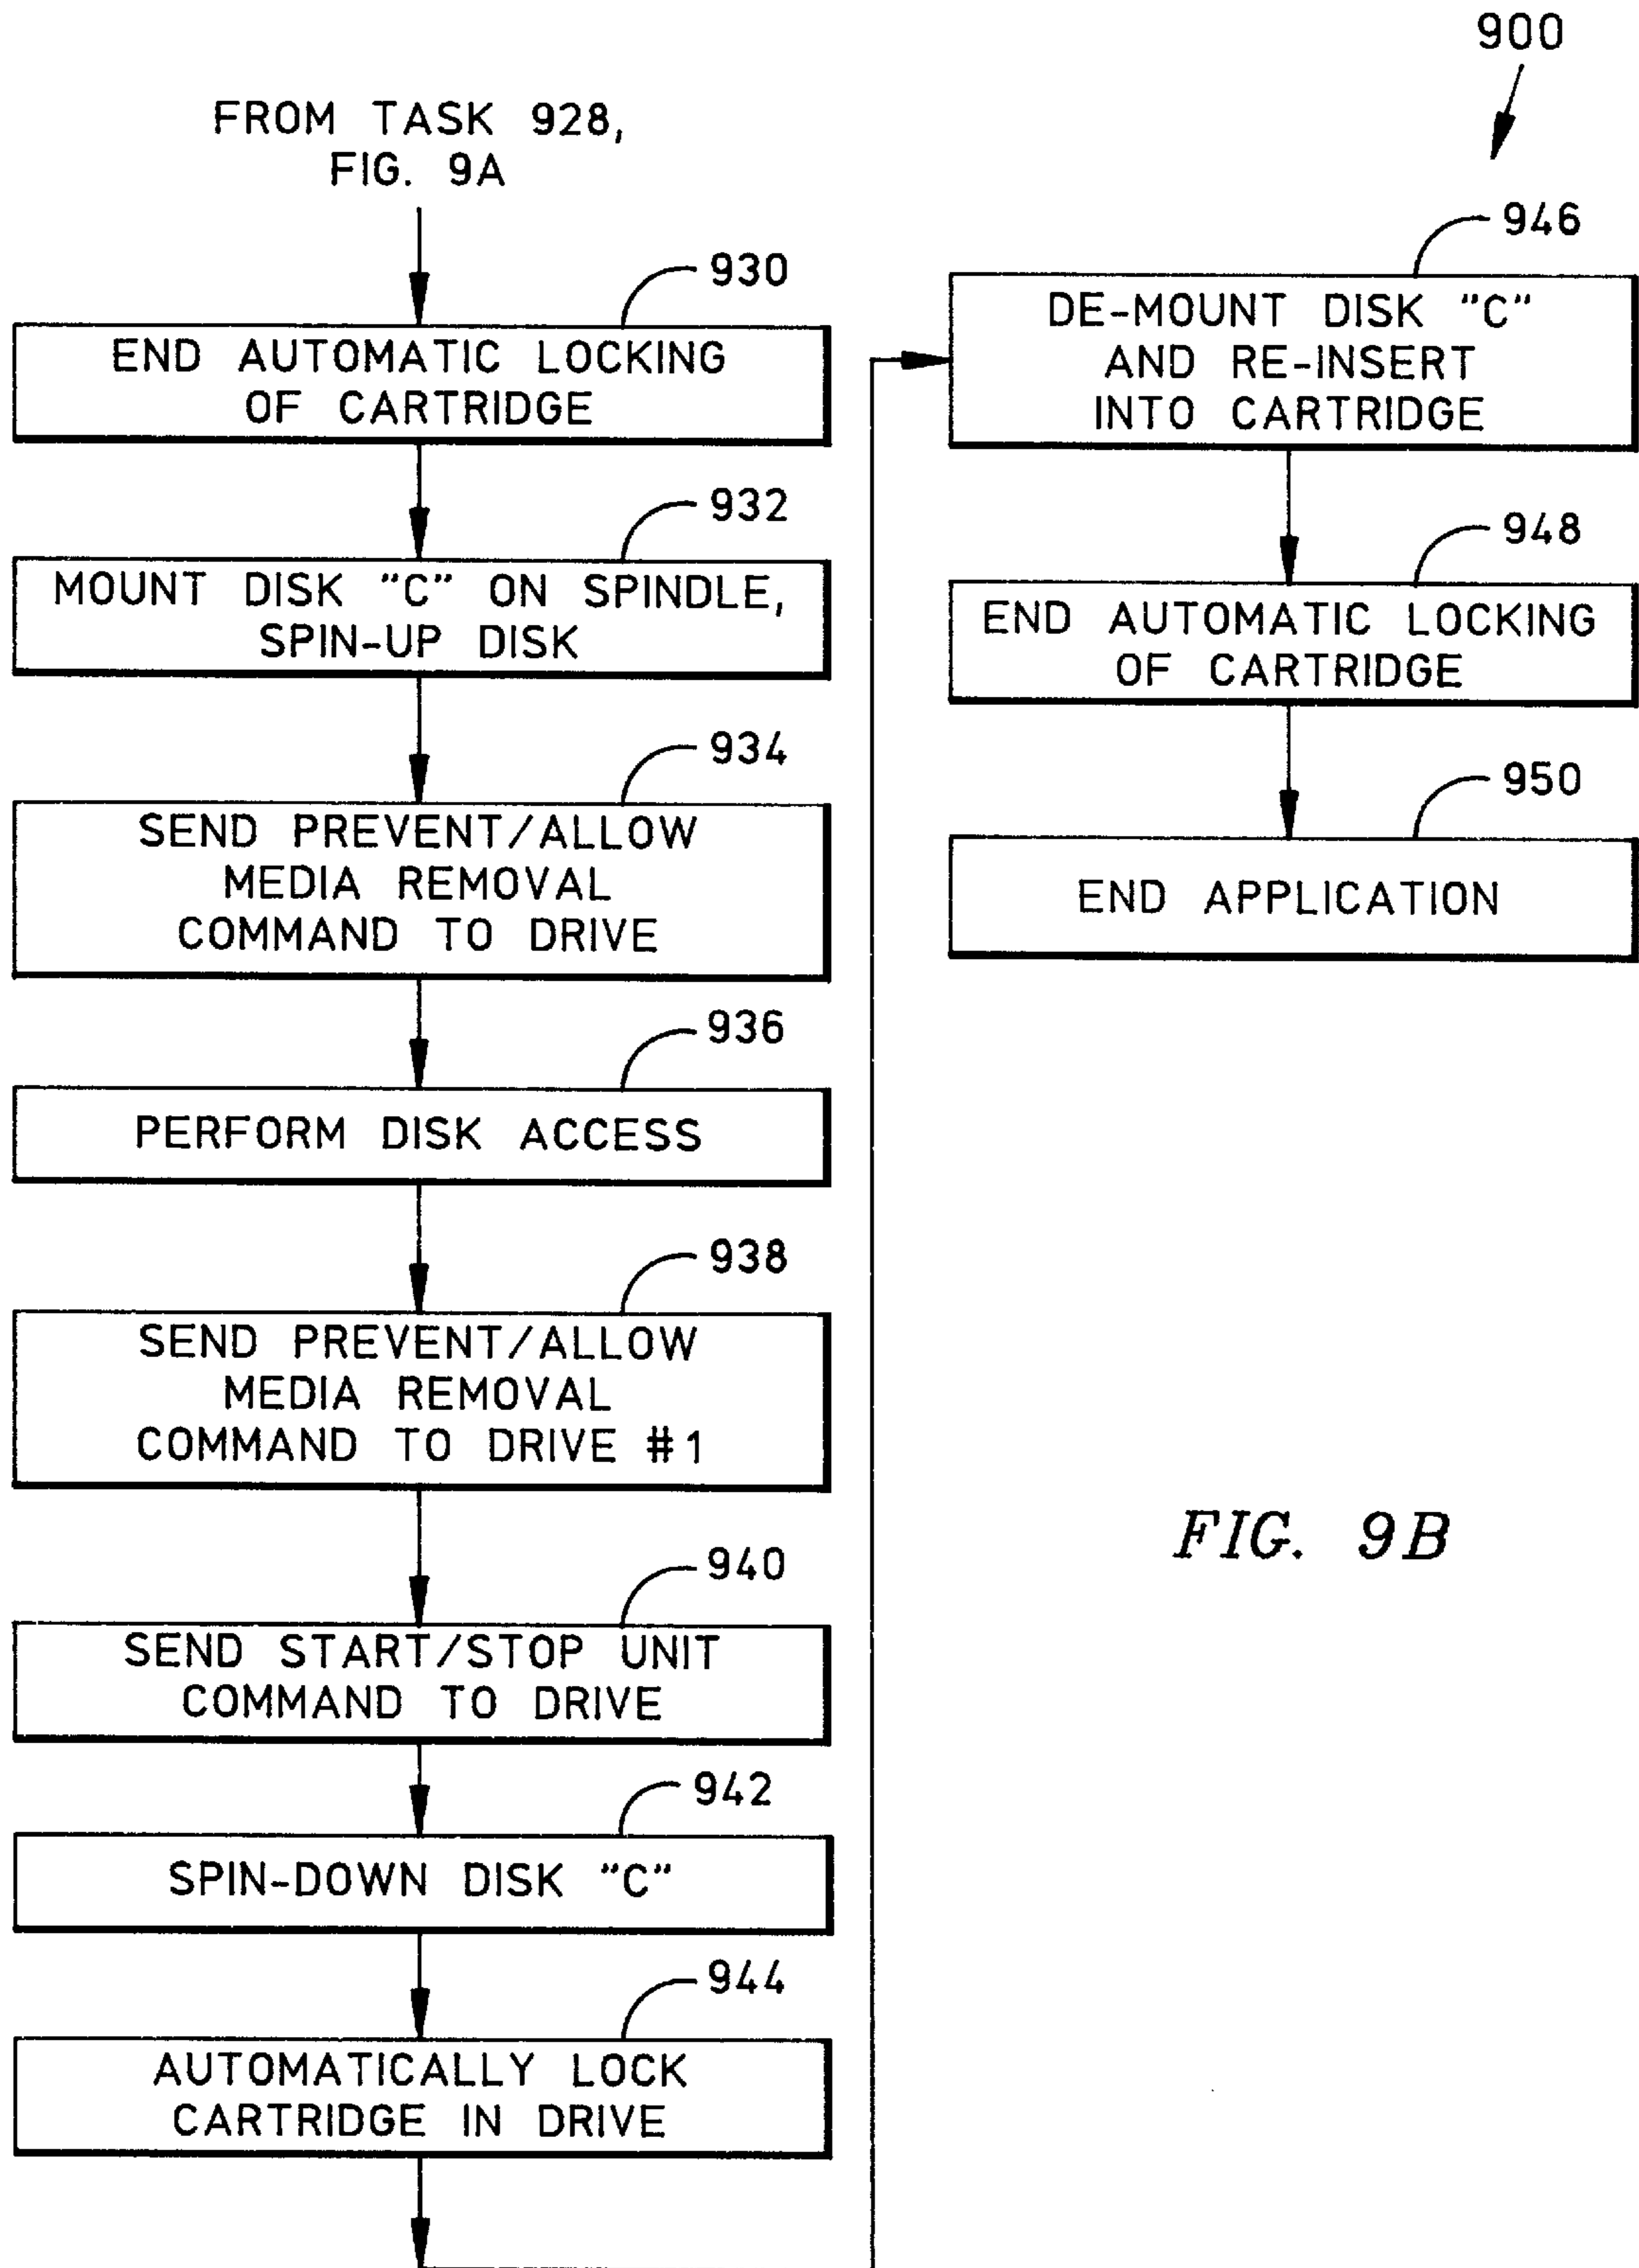 FROM TASK 928,
FIG. 9A
930
END AUTOMATIC LOCKING
OF CARTRIDGE
932
MOUNT DISK "C" ON SPINDLE,
SPIN-UP DISK
934
SEND PREVENT/ALLOW
MEDIA REMOVAL
COMMAND TO DRIVE
936
PERFORM DISK ACCESS
938
SEND PREVENT/ALLOW
MEDIA REMOVAL
COMMAND TO DRIVE #1
940
SEND START/STOP UNIT
COMMAND TO DRIVE
942
SPIN-DOWN DISK "C"
944
AUTOMATICALLY LOCK
CARTRIDGE IN DRIVE
900
946
DE-MOUNT DISK "C"
AND RE-INSERT
INTO CARTRIDGE
948
END AUTOMATIC LOCKING
OF CARTRIDGE
950
END APPLICATION
FIG. 9B